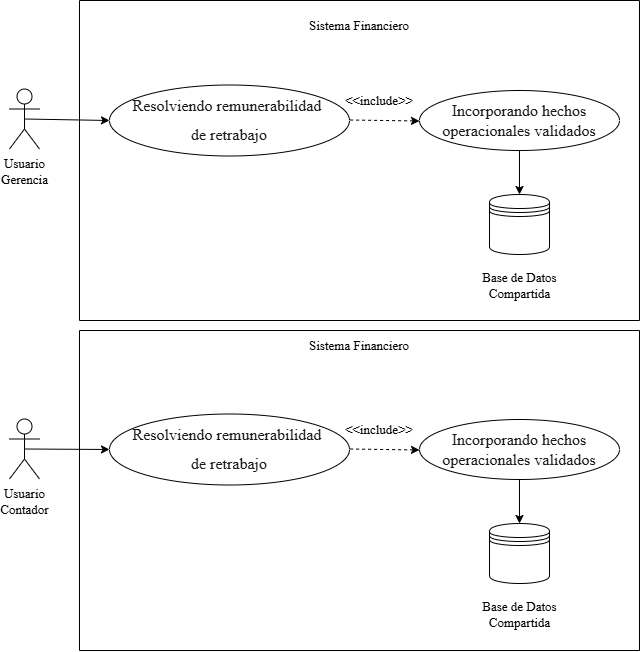 Sistema Financiero
Resolviendo remunerabilidad
de retrabajo
<<include>>
Incorporando hechos
operacionales validados
Usuario
Gerencia
Base de Datos
Compartida
Sistema Financiero
Resolviendo remunerabilidad
de retrabajo
<<include>>
Incorporando hechos
operacionales validados
Usuario
Contador
Base de Datos
Compartida